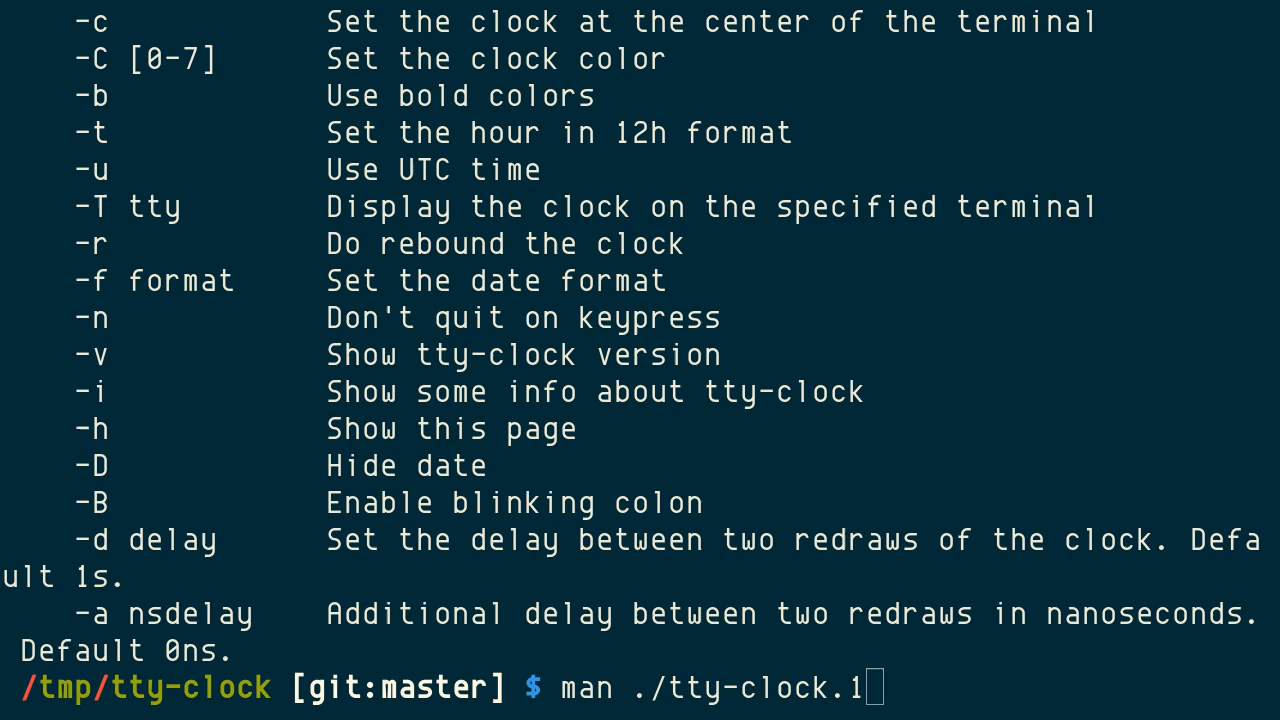 -c            Set the clock at the center of the terminal
-C [0-7]      Set the clock color
-b            Use bold colors
-t            Set the hour in 12h format
-u            Use UTC time
-T tty        Display the clock on the specified terminal
-r            Do rebound the clock
-f format     Set the date format
-n            Don't quit on keypress
-v            Show tty-clock version
-i            Show some info about tty-clock
-h            Show this page
-D            Hide date
-B            Enable blinking colon
-d delay      Set the delay between two redraws of the clock. Defa
ult 1s.
-a nsdelay    Additional delay between two redraws in nanoseconds.
Default 0ns.
/tmp/tty-clock [git:master] $ man ./tty-clock.1